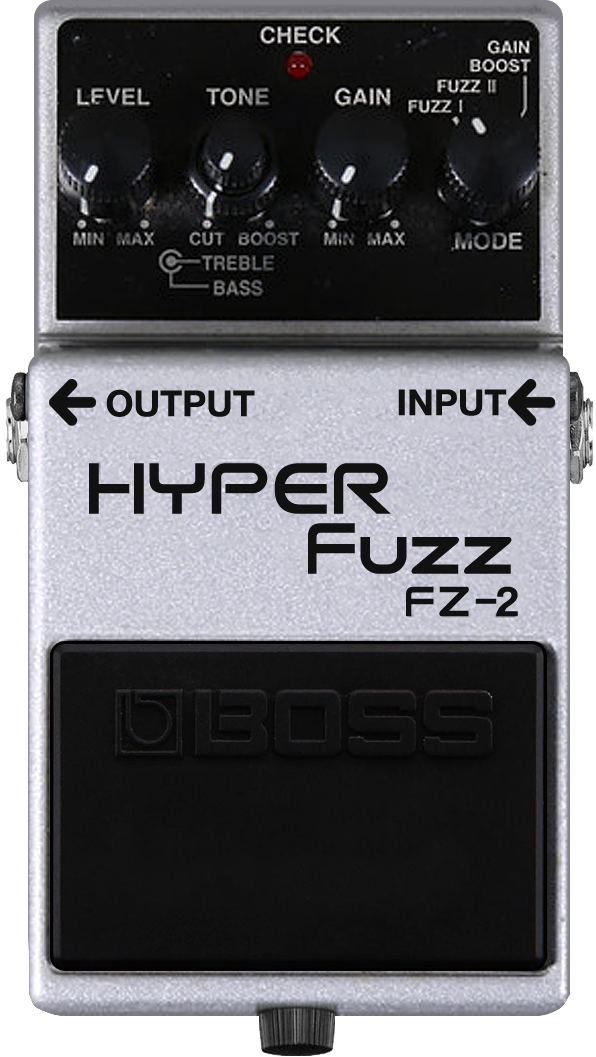 CHECK
GAIN
BOOST
FUZZ II
FUZZ I
LEVEL TONE GAIN
MIN MAX CUT BOOST MIN MAX MODE
TREBLE
BASS
OUTPUT INPUT
HYPER
FUZZ
FZ-2
BOSS